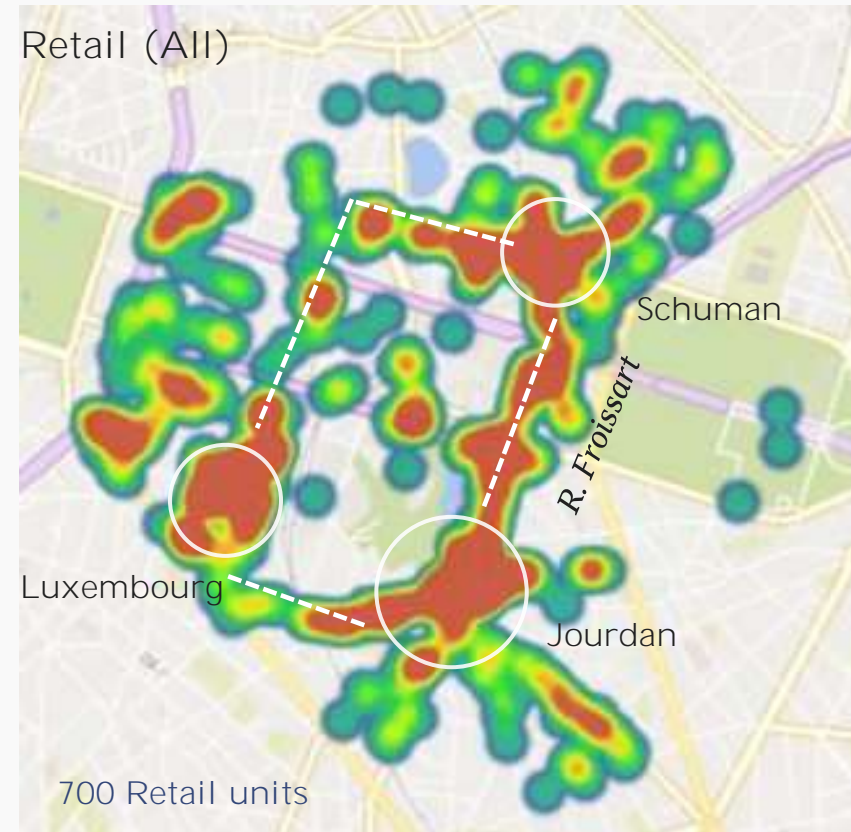 Retail (All)
Schuman
R. Froissart
Luxembourg
Jourdan
700 Retail units